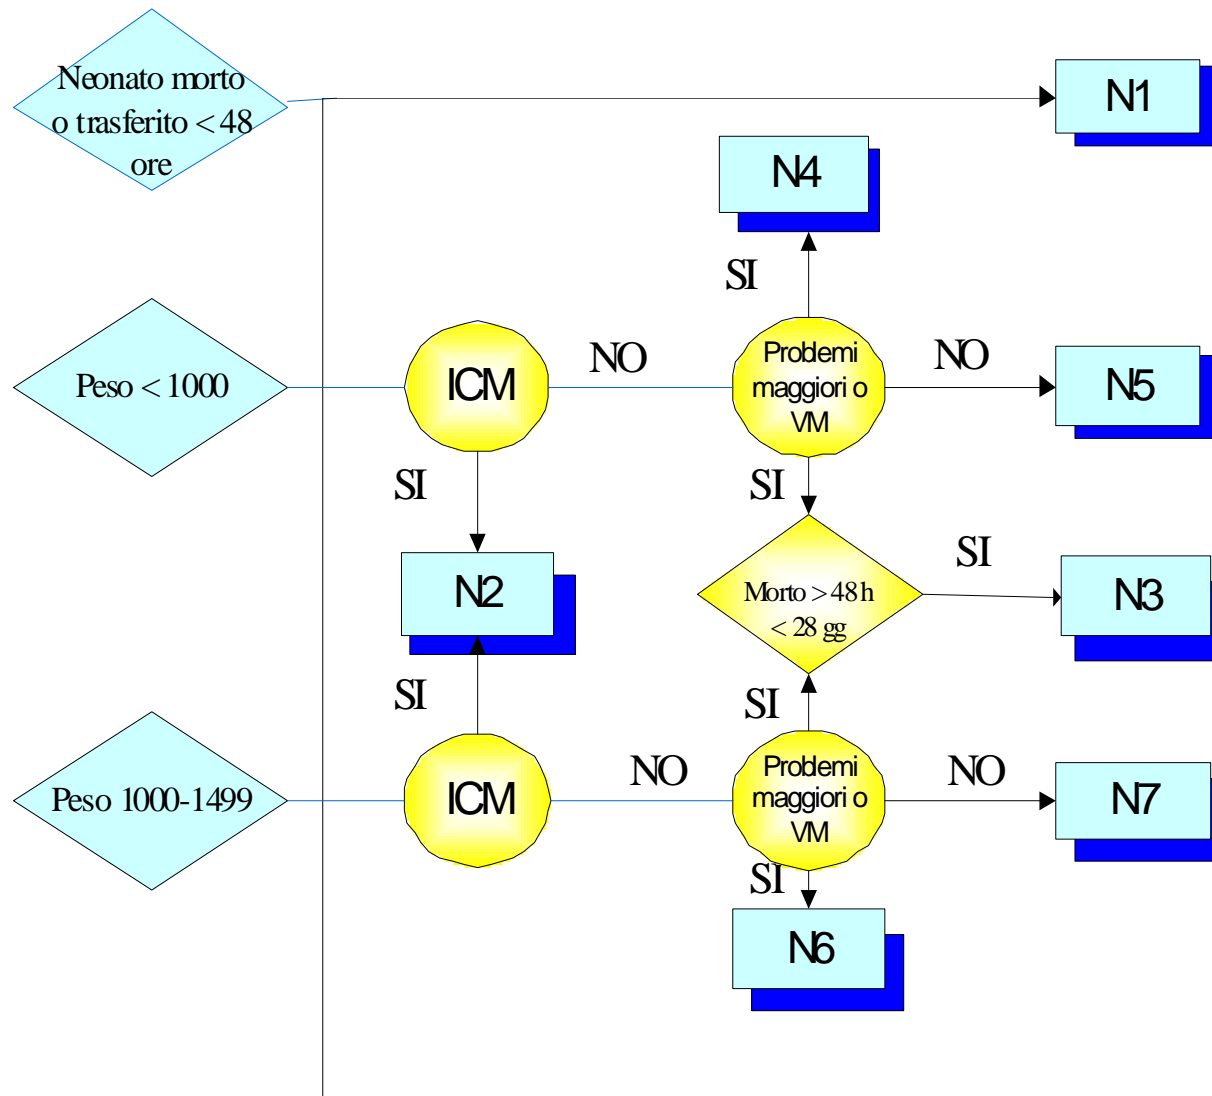 Neonato morto
o trasferito < 48
ore
N1
N4
SI
Peso < 1000
ICM
NO
Problemi
maggiori o
VM
NO
N5
SI
SI
N2
Morto > 48 h
< 28 gg
SI
N3
SI
SI
Peso 1000-1499
ICM
NO
Problemi
maggiori o
VM
NO
N7
SI
N6